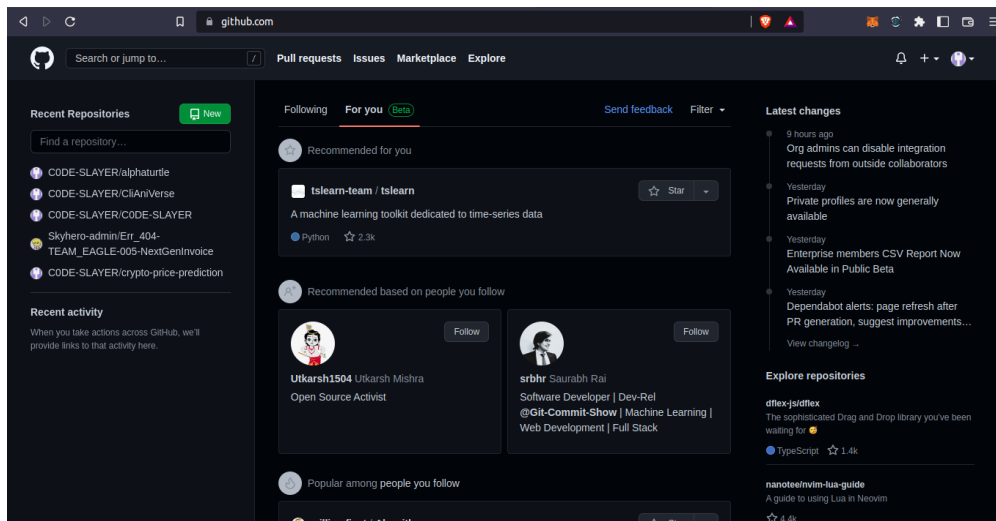 github.com
Search or jump to…
/
Pull requests Issues Marketplace Explore
Recent Repositories
New
Find a repository…
C0DE-SLAYER/alphaturtle
C0DE-SLAYER/CliAniVerse
C0DE-SLAYER/C0DE-SLAYER
Skyhero-admin/Err_404-
TEAM_EAGLE-005-NextGenInvoice
C0DE-SLAYER/crypto-price-prediction
Recent activity
When you take actions across GitHub, we'll
provide links to that activity here.
Following For you Beta
Send feedback Filter
Recommended for you
tslearn-team / tslearn
Star
A machine learning toolkit dedicated to time-series data
Python 2.3k
Recommended based on people you follow
Follow
Utkarsh1504 Utkarsh Mishra
Open Source Activist
Follow
srbhr Saurabh Rai
Software Developer | Dev-Rel
@Git-Commit-Show | Machine Learning |
Web Development | Full Stack
Popular among people you follow
Latest changes
9 hours ago
Org admins can disable integration
requests from outside collaborators
Yesterday
Private profiles are now generally
available
Yesterday
Enterprise members CSV Report Now
Available in Public Beta
Yesterday
Dependabot alerts: page refresh after
PR generation, suggest improvements…
View changelog →
Explore repositories
dflex-js/dflex
The sophisticated Drag and Drop library you've been
waiting for 🥳
TypeScript 1.4k
nanotee/nvim-lua-guide
A guide to using Lua in Neovim
4.4k